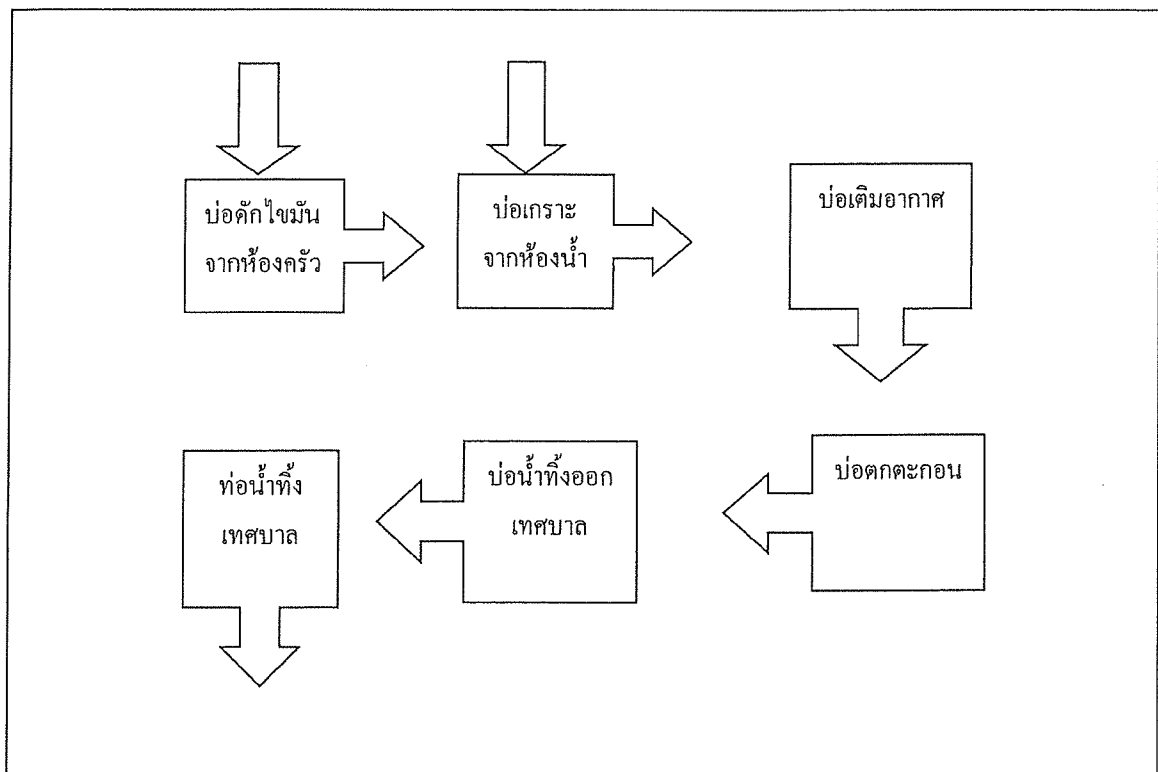 บ่อดักไขมัน
จากห้องครัว
บ่อเกราะ
จากห้องน้ำ
บ่อเติมอากาศ
บ่อตกตะกอน
บ่อน้ำทิ้งออก
เทศบาล
ท่อน้ำทิ้ง
เทศบาล